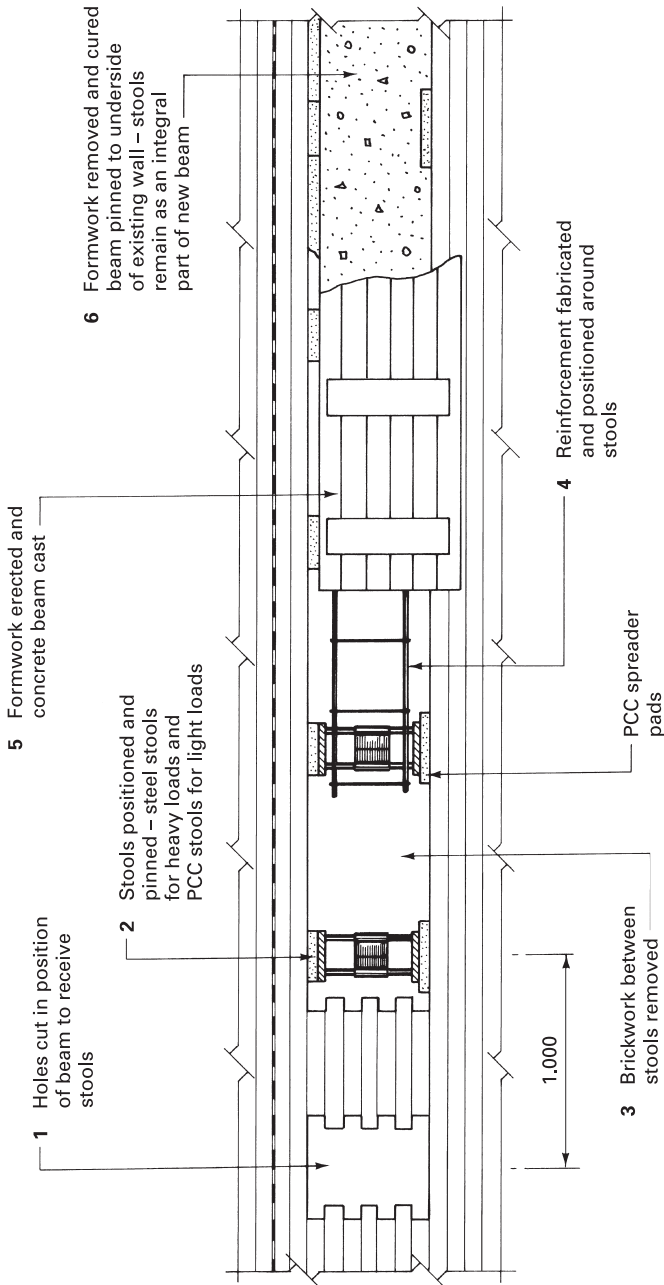 1 Holes cut in position
of beam to receive
stools
2 Stools positioned and
pinned – steel stools
for heavy loads and
PCC stools for light loads
5 Formwork erected and
concrete beam cast
6 Formwork removed and cured
beam pinned to underside
of existing wall – stools
remain as an integral
part of new beam
1.000
3 Brickwork between
stools removed
PCC spreader
pads
4 Reinforcement fabricated
and positioned around
stools